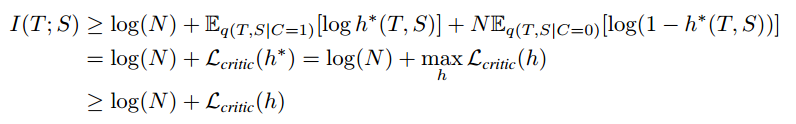 I(T; S) ≥ log(N) + 𝔼_{q(T,S|C=1)}[log h*(T, S)] + N𝔼_{q(T,S|C=0)}[log(1 − h*(T, S))]
= log(N) + ℒ_{critic}(h*) = log(N) + max_h ℒ_{critic}(h)
≥ log(N) + ℒ_{critic}(h)